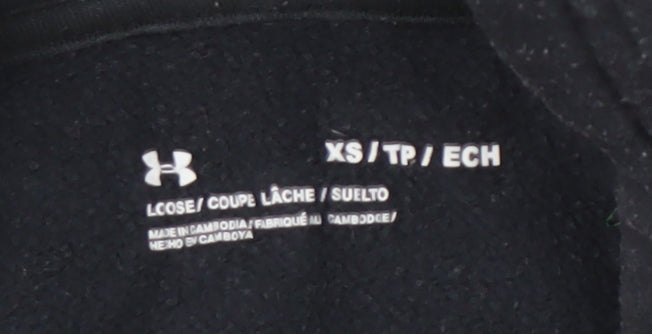 XS / TP / ECH
LOOSE / COUPE LÂCHE / SUELTO
MADE IN CAMBODIA / FABRIQUÉ AU CAMBODGE /
HECHO EN CAMBOYA